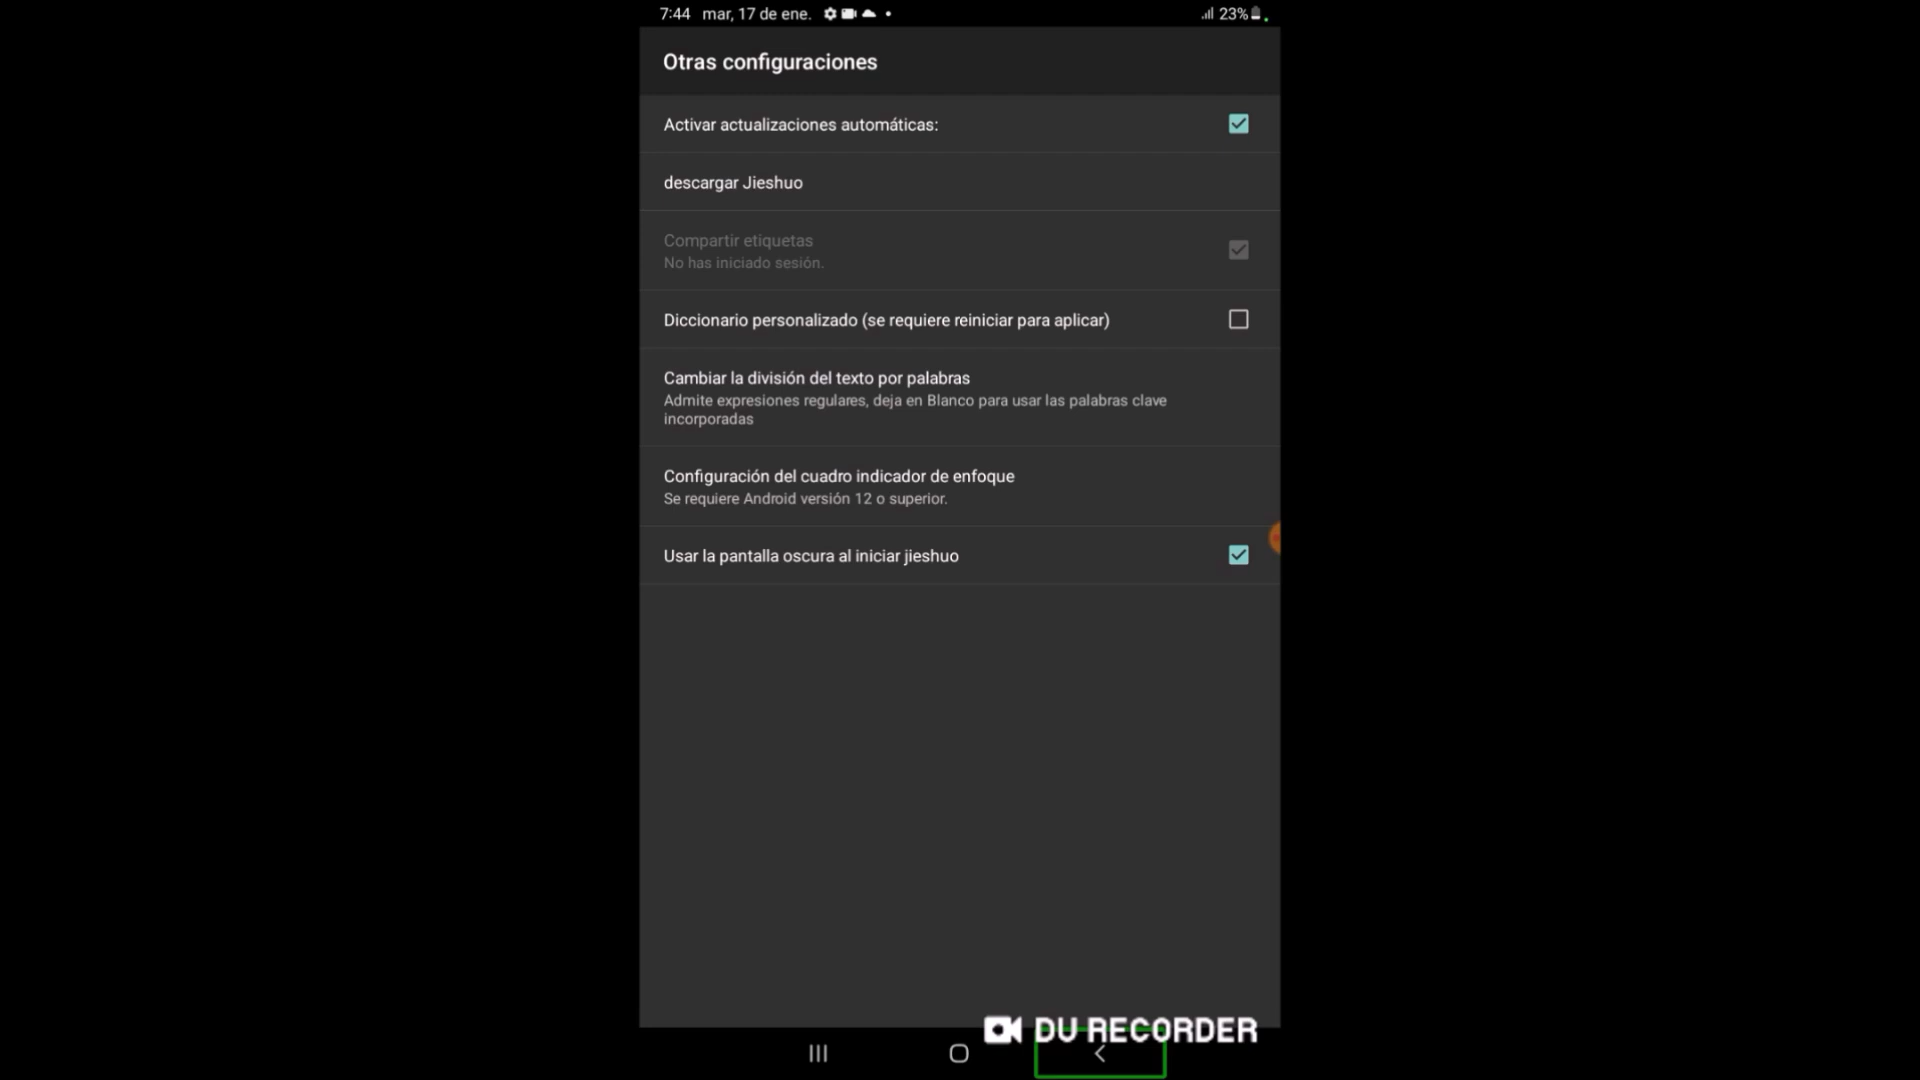 7:44 mar, 17 de ene. 23%
Otras configuraciones
Activar actualizaciones automáticas:
descargar Jieshuo
Compartir etiquetas
No has iniciado sesión.
Diccionario personalizado (se requiere reiniciar para aplicar)
Cambiar la división del texto por palabras
Admite expresiones regulares, deja en Blanco para usar las palabras clave
incorporadas
Configuración del cuadro indicador de enfoque
Se requiere Android versión 12 o superior.
Usar la pantalla oscura al iniciar jieshuo
DU RECORDER